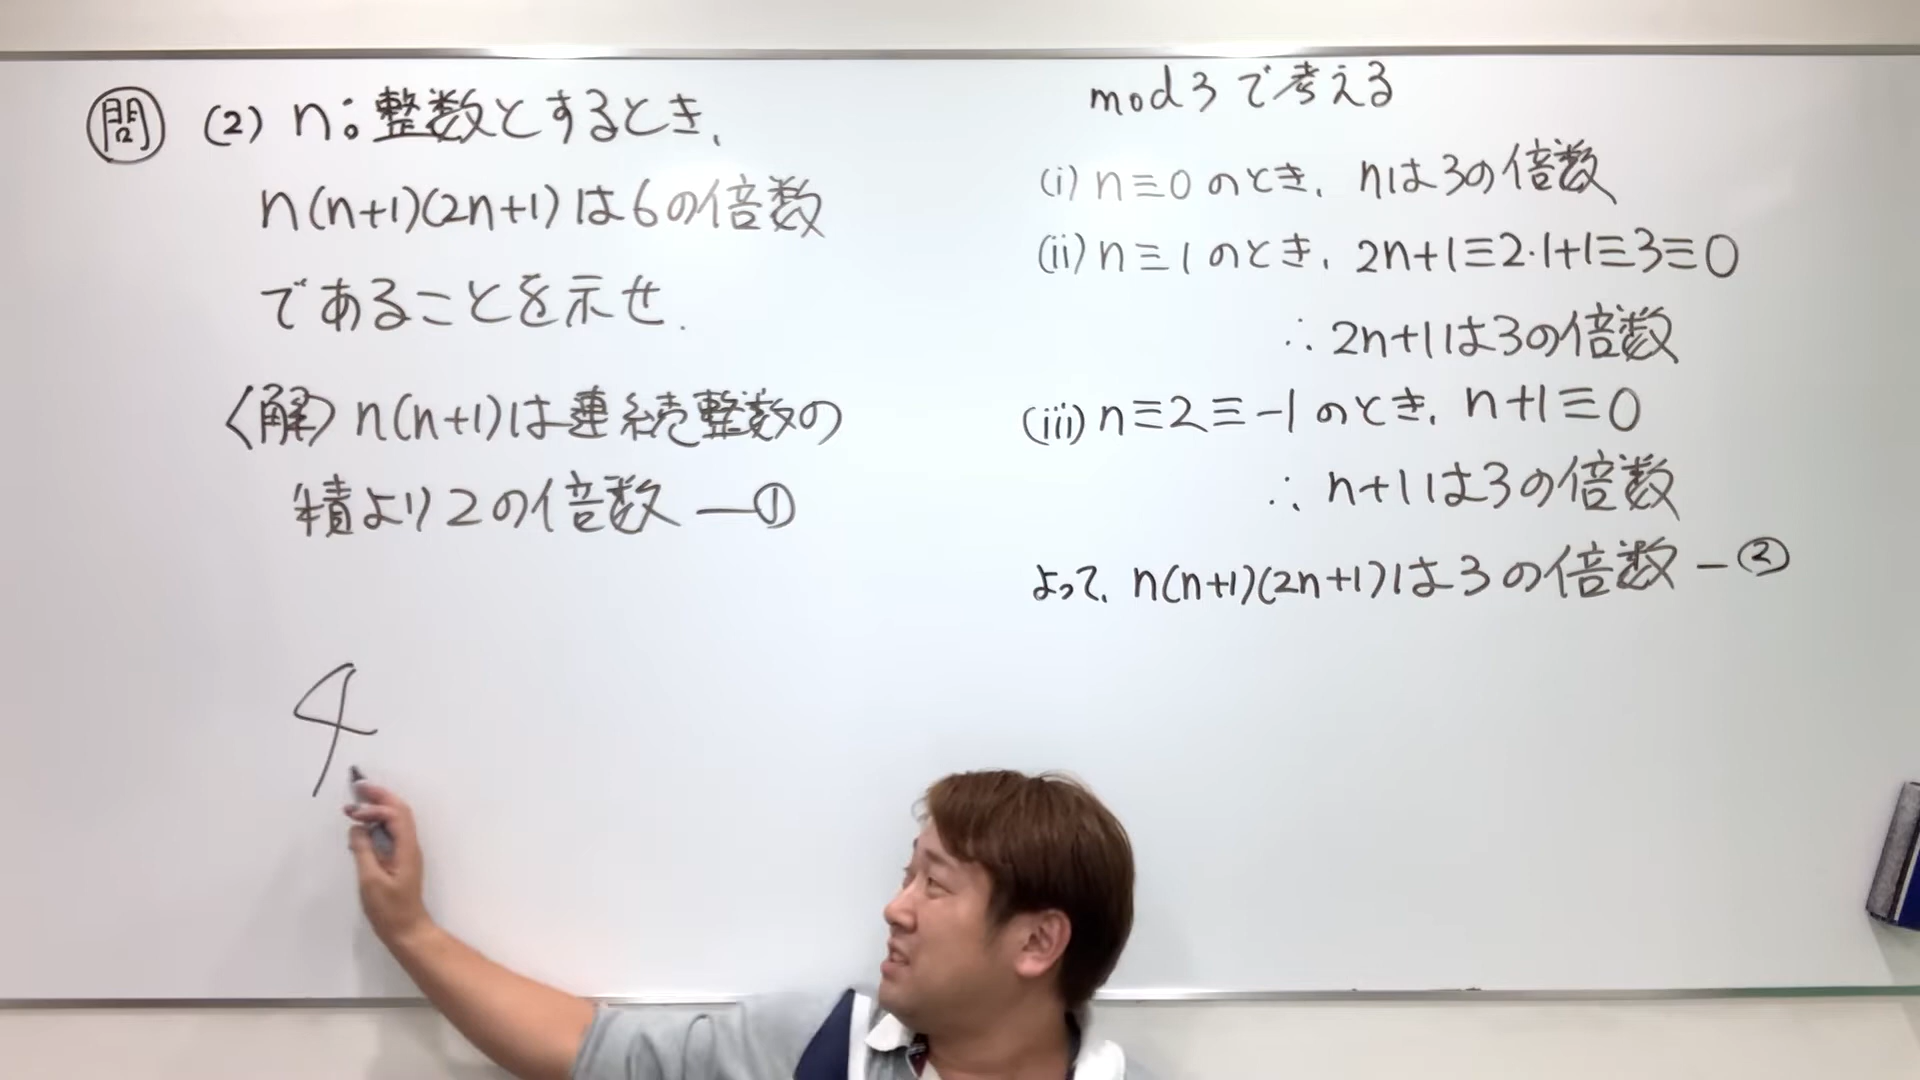 問 (2) n:整数とするとき、
n(n+1)(2n+1)は6の倍数
であることを示せ.
〈解〉n(n+1)は連続整数の
積より2の倍数 ―①
4
mod3で考える
(i) n≡0のとき、nは3の倍数
(ii) n≡1のとき、2n+1≡2・1+1≡3≡0
∴ 2n+1は3の倍数
(iii) n≡2≡-1のとき、n+1≡0
∴ n+1は3の倍数
よって、n(n+1)(2n+1)は3の倍数 ―②